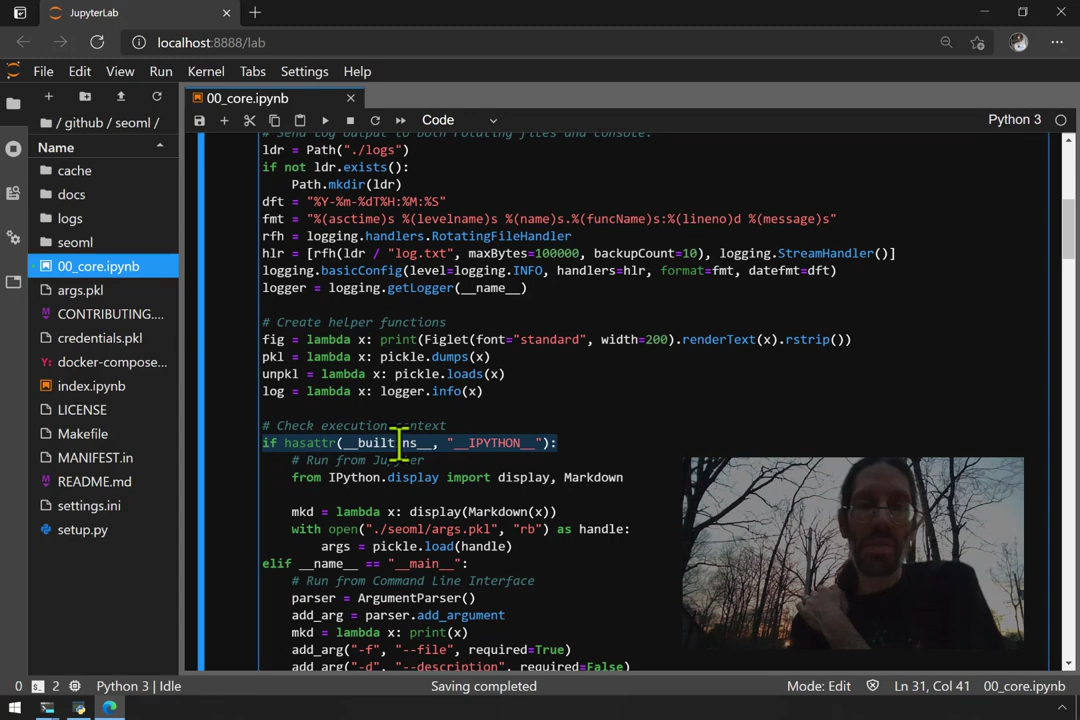 JupyterLab
localhost:8888/lab
File Edit View Run Kernel Tabs Settings Help
00_core.ipynb
/ github / seoml /
Code
Python 3
Name
cache
docs
logs
seoml
00_core.ipynb
args.pkl
CONTRIBUTING....
credentials.pkl
docker-compose...
index.ipynb
LICENSE
Makefile
MANIFEST.in
README.md
settings.ini
setup.py
# Send log output to both rotating files and console.
ldr = Path("./logs")
if not ldr.exists():
    Path.mkdir(ldr)
dft = "%Y-%m-%dT%H:%M:%S"
fmt = "%(asctime)s %(levelname)s %(name)s.%(funcName)s:%(lineno)d %(message)s"
rfh = logging.handlers.RotatingFileHandler
hlr = [rfh(ldr / "log.txt", maxBytes=100000, backupCount=10), logging.StreamHandler()]
logging.basicConfig(level=logging.INFO, handlers=hlr, format=fmt, datefmt=dft)
logger = logging.getLogger(__name__)
# Create helper functions
fig = lambda x: print(Figlet(font="standard", width=200).renderText(x).rstrip())
pkl = lambda x: pickle.dumps(x)
unpkl = lambda x: pickle.loads(x)
log = lambda x: logger.info(x)
# Check execution context
if hasattr(__builtins__, "__IPYTHON__"):
    # Run from Jupyter
    from IPython.display import display, Markdown
    mkd = lambda x: display(Markdown(x))
    with open("./seoml/args.pkl", "rb") as handle:
        args = pickle.load(handle)
elif __name__ == "__main__":
    # Run from Command Line Interface
    parser = ArgumentParser()
    add_arg = parser.add_argument
    mkd = lambda x: print(x)
    add_arg("-f", "--file", required=True)
    add_arg("-d", "--description", required=False)
0 2 Python 3 | Idle
Saving completed
Mode: Edit
Ln 31, Col 41
00_core.ipynb